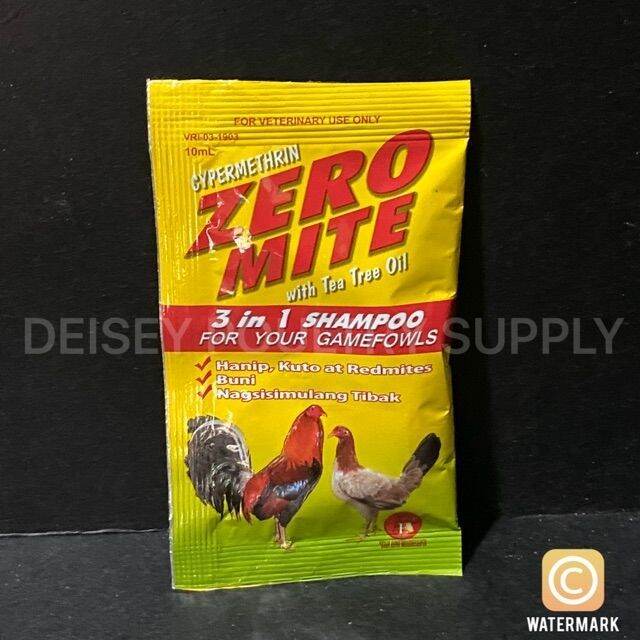 FOR VETERINARY USE ONLY
VRI-03-1903
10mL
CYPERMETHRIN
ZERO
MITE
with Tea Tree Oil
3 in 1 SHAMPOO
FOR YOUR GAMEFOWLS
DEISEY POULTRY SUPPLY
Hanip, Kuto at Redmites
Buni
Nagsisimulang Tibak
WATERMARK